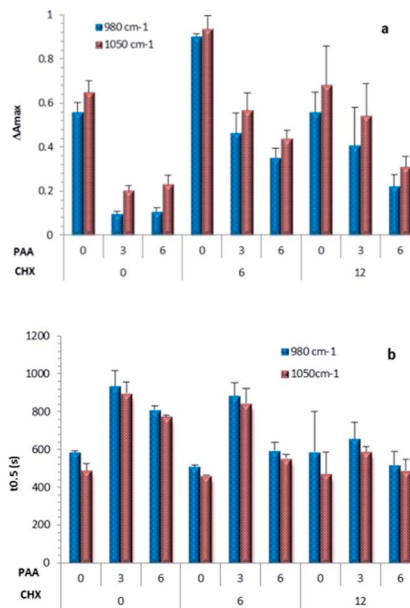 a
980 cm-1
1050 cm-1
1
0.8
0.6
0.4
0.2
0
ΔAmax
PAA 0 3 6 0 3 6 0 3 6
CHX 0 6 12
b
980 cm-1
1050cm-1
1200
1000
800
600
400
200
0
t0.5 (s)
PAA 0 3 6 0 3 6 0 3 6
CHX 0 6 12